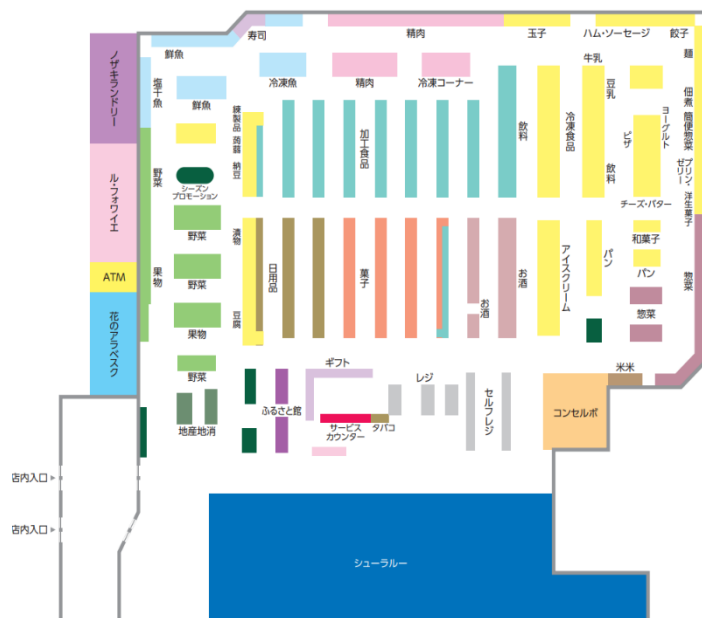 寿司
精肉
玉子
ハム・ソーセージ
餃子
鮮魚
牛乳
麺
ノザキランドリー
塩干魚
鮮魚
冷凍魚
精肉
冷凍コーナー
豆乳
佃煮
練製品
蒟蒻
納豆
加工食品
飲料
冷凍食品
ピザ
ヨーグルト
簡便惣菜
野菜
シーズン
プロモーション
飲料
プリン・ゼリー
洋生菓子
チーズ・バター
ル・フォワイエ
野菜
漬物
和菓子
野菜
果物
日用品
菓子
お酒
お酒
アイスクリーム
パン
パン
惣菜
惣菜
ATM
花のアラベスク
果物
豆腐
野菜
ギフト
レジ
セルフレジ
米米
コンセルボ
ふるさと館
サービス
カウンター
タバコ
地産地消
店内入口
店内入口
シューラルー